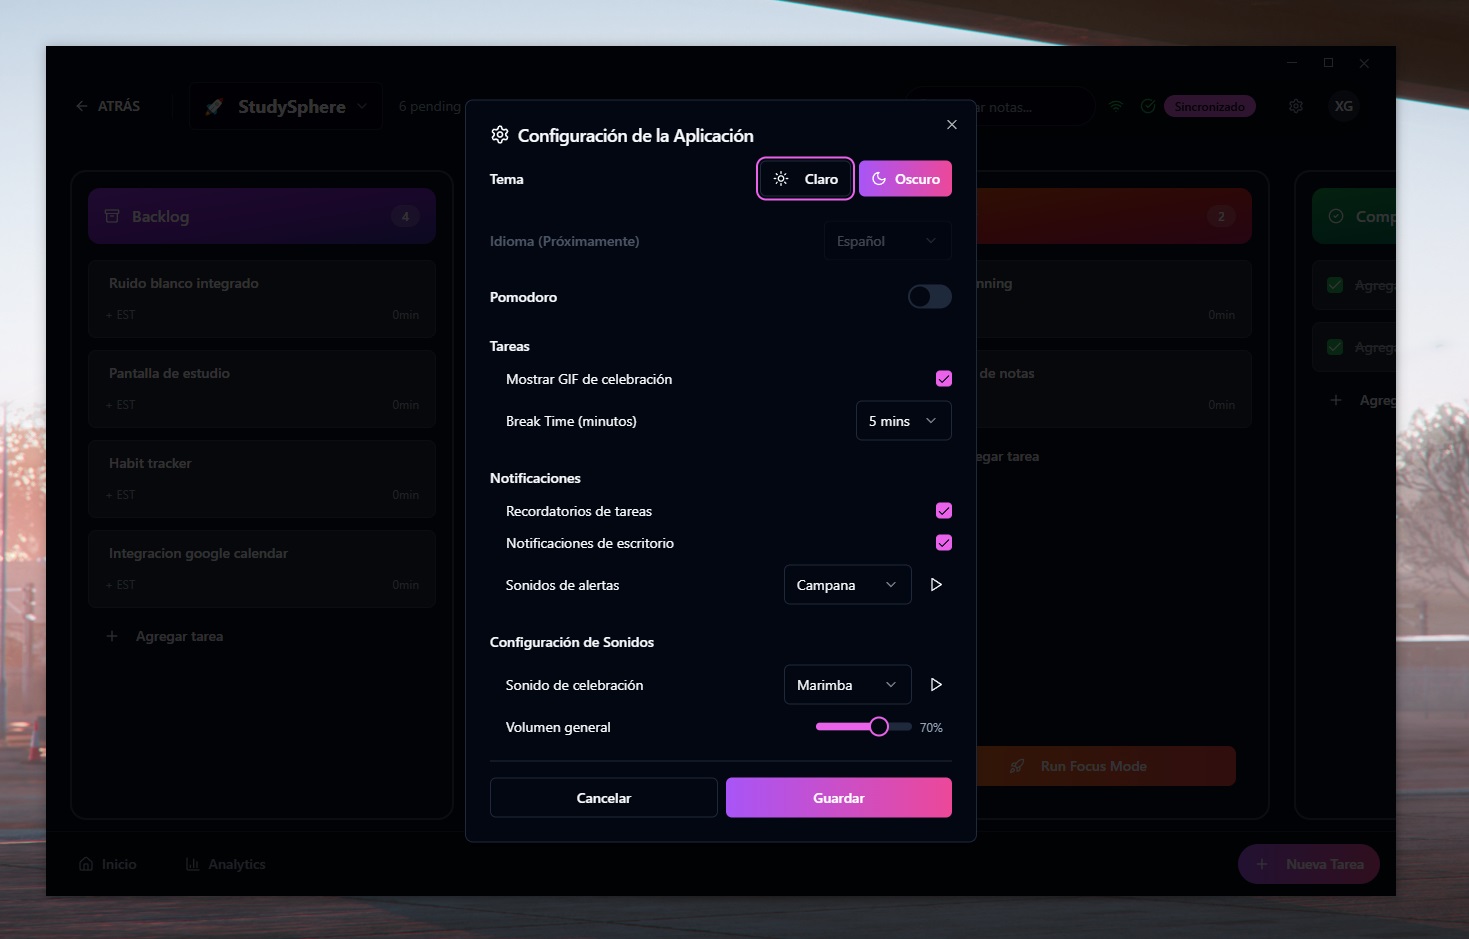 ATRÁS
StudySphere
6 pending
ar notas...
Sincronizado
XG
Backlog
4
Ruido blanco integrado
+ EST
0min
Pantalla de estudio
+ EST
0min
Habit tracker
+ EST
0min
Integracion google calendar
+ EST
0min
+ Agregar tarea
Configuración de la Aplicación
Tema
Claro
Oscuro
Idioma (Próximamente)
Español
Pomodoro
Tareas
Mostrar GIF de celebración
Break Time (minutos)
5 mins
Notificaciones
Recordatorios de tareas
Notificaciones de escritorio
Sonidos de alertas
Campana
Configuración de Sonidos
Sonido de celebración
Marimba
Volumen general
70%
Cancelar
Guardar
2
nning
0min
de notas
0min
egar tarea
Run Focus Mode
Comp
Agrega
Agrega
+ Agreg
Inicio
Analytics
+ Nueva Tarea